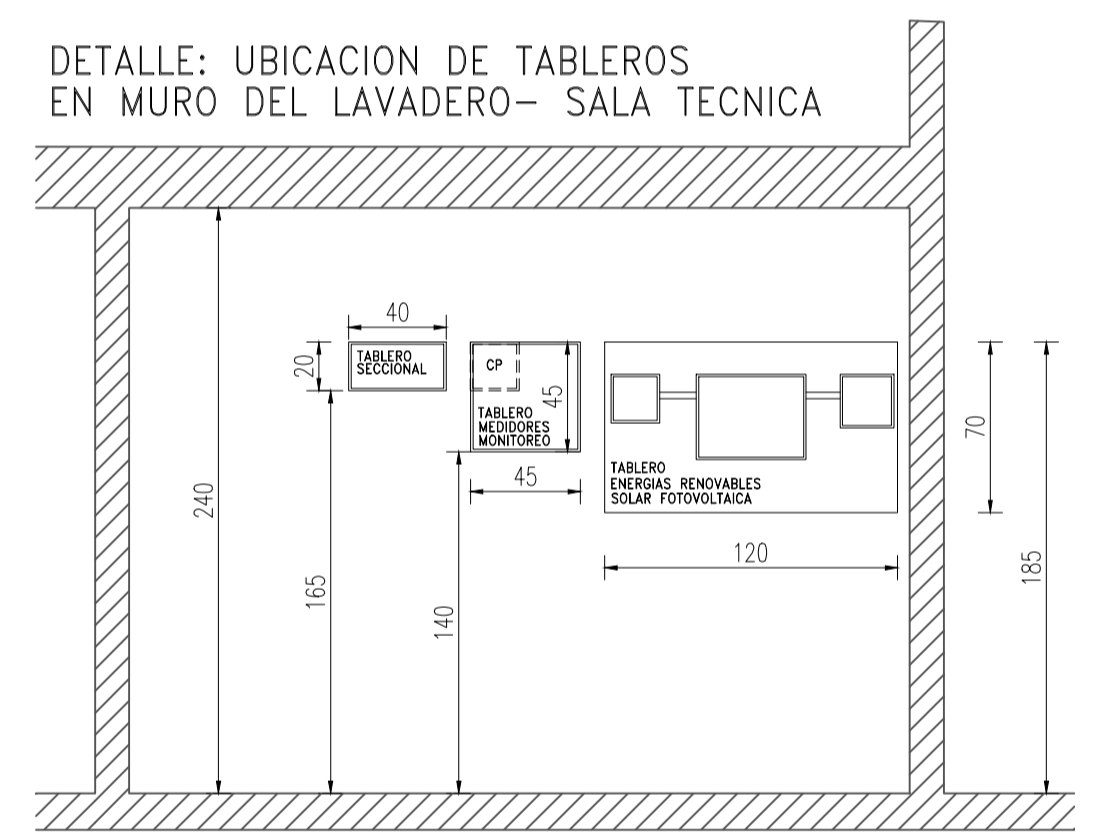 DETALLE: UBICACION DE TABLEROS
EN MURO DEL LAVADERO- SALA TECNICA
40
20
TABLERO
SECCIONAL
CP
45
TABLERO
MEDIDORES
MONITOREO
45
TABLERO
ENERGIAS RENOVABLES
SOLAR FOTOVOLTAICA
70
120
240
165
140
185